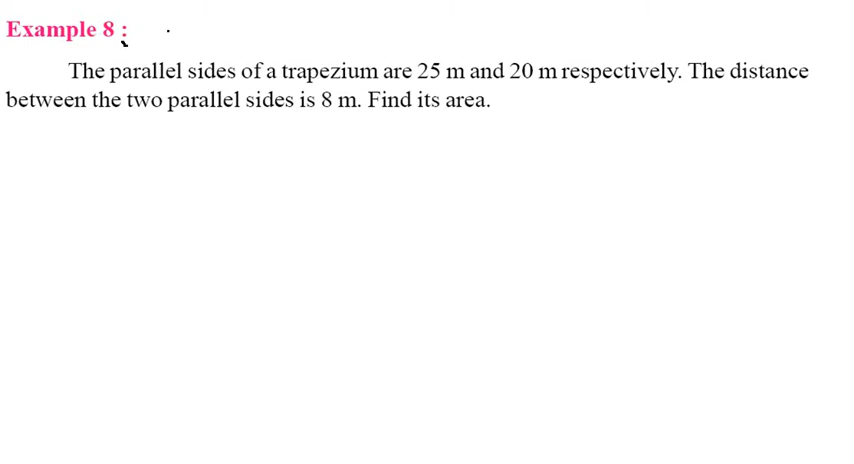 Example 8 :
The parallel sides of a trapezium are 25 m and 20 m respectively. The distance
between the two parallel sides is 8 m. Find its area.